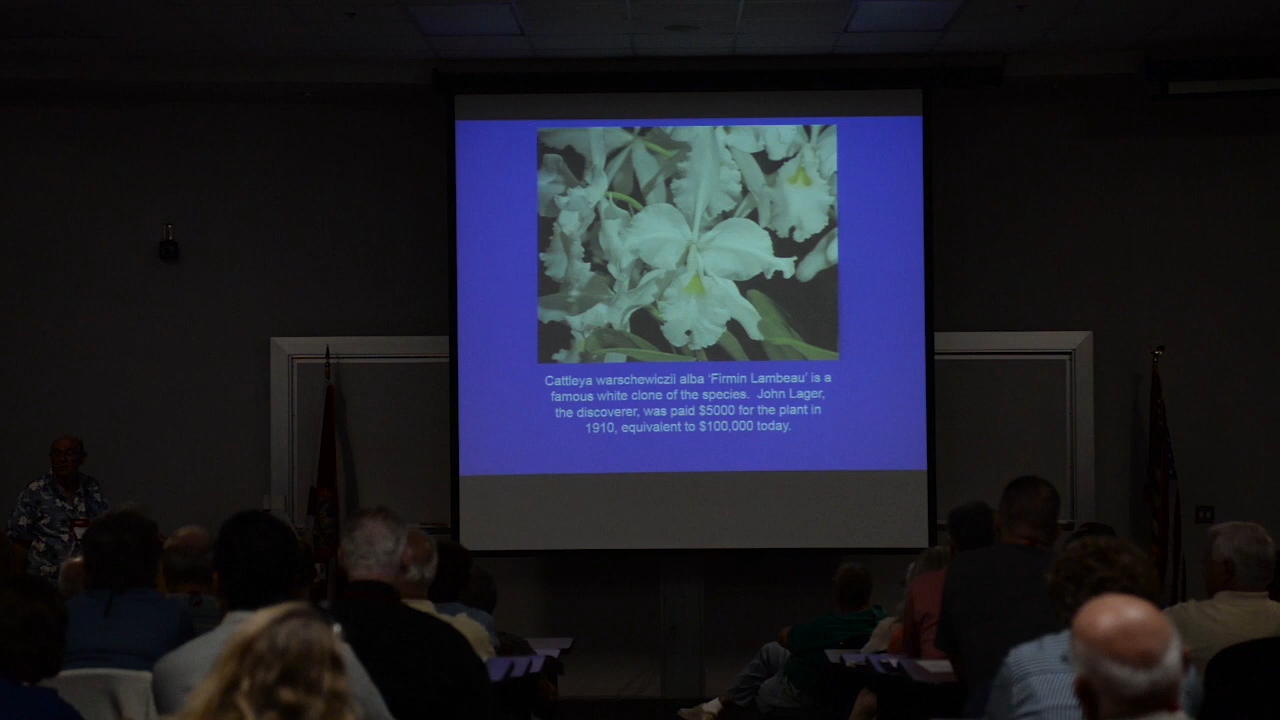 Cattleya warschewiczii alba ‘Firmin Lambeau’ is a
famous white clone of the species. John Lager,
the discoverer, was paid $5000 for the plant in
1910, equivalent to $100,000 today.